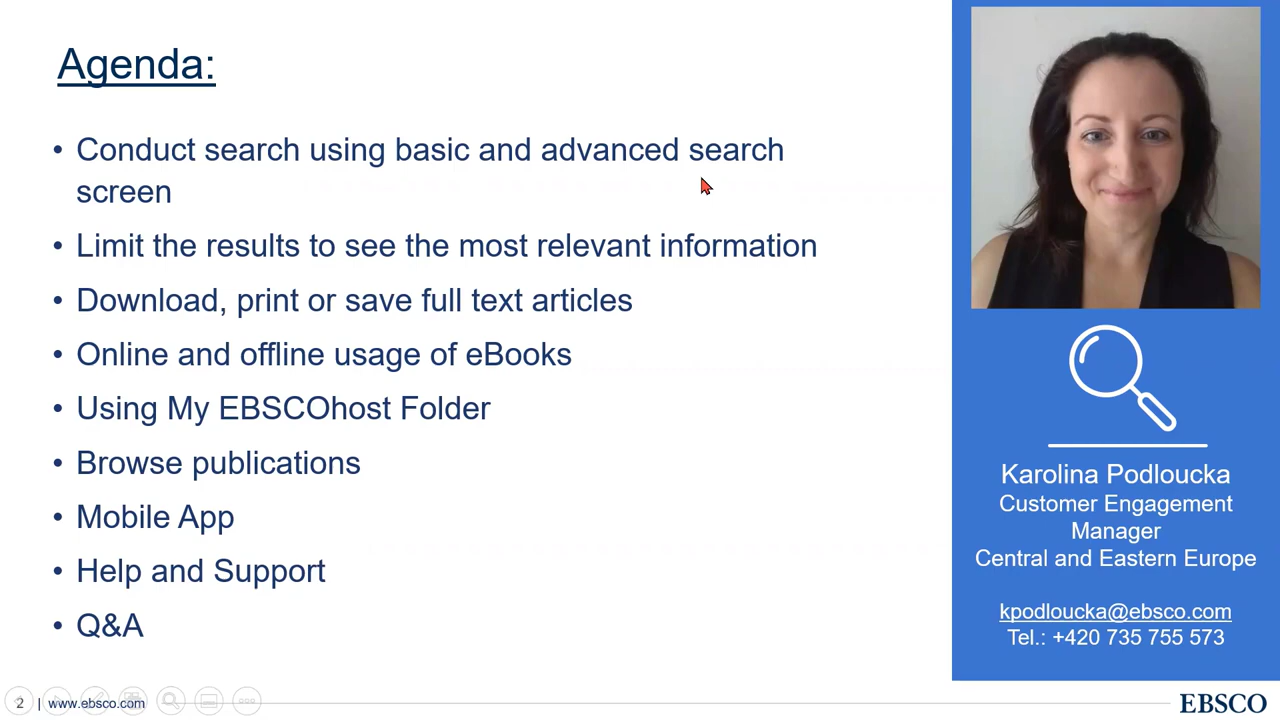 Agenda:
• Conduct search using basic and advanced search
screen
• Limit the results to see the most relevant information
• Download, print or save full text articles
• Online and offline usage of eBooks
• Using My EBSCOhost Folder
• Browse publications
• Mobile App
• Help and Support
• Q&A
Karolina Podloucka
Customer Engagement
Manager
Central and Eastern Europe
kpodloucka@ebsco.com
Tel.: +420 735 755 573
2 | www.ebsco.com
EBSCO